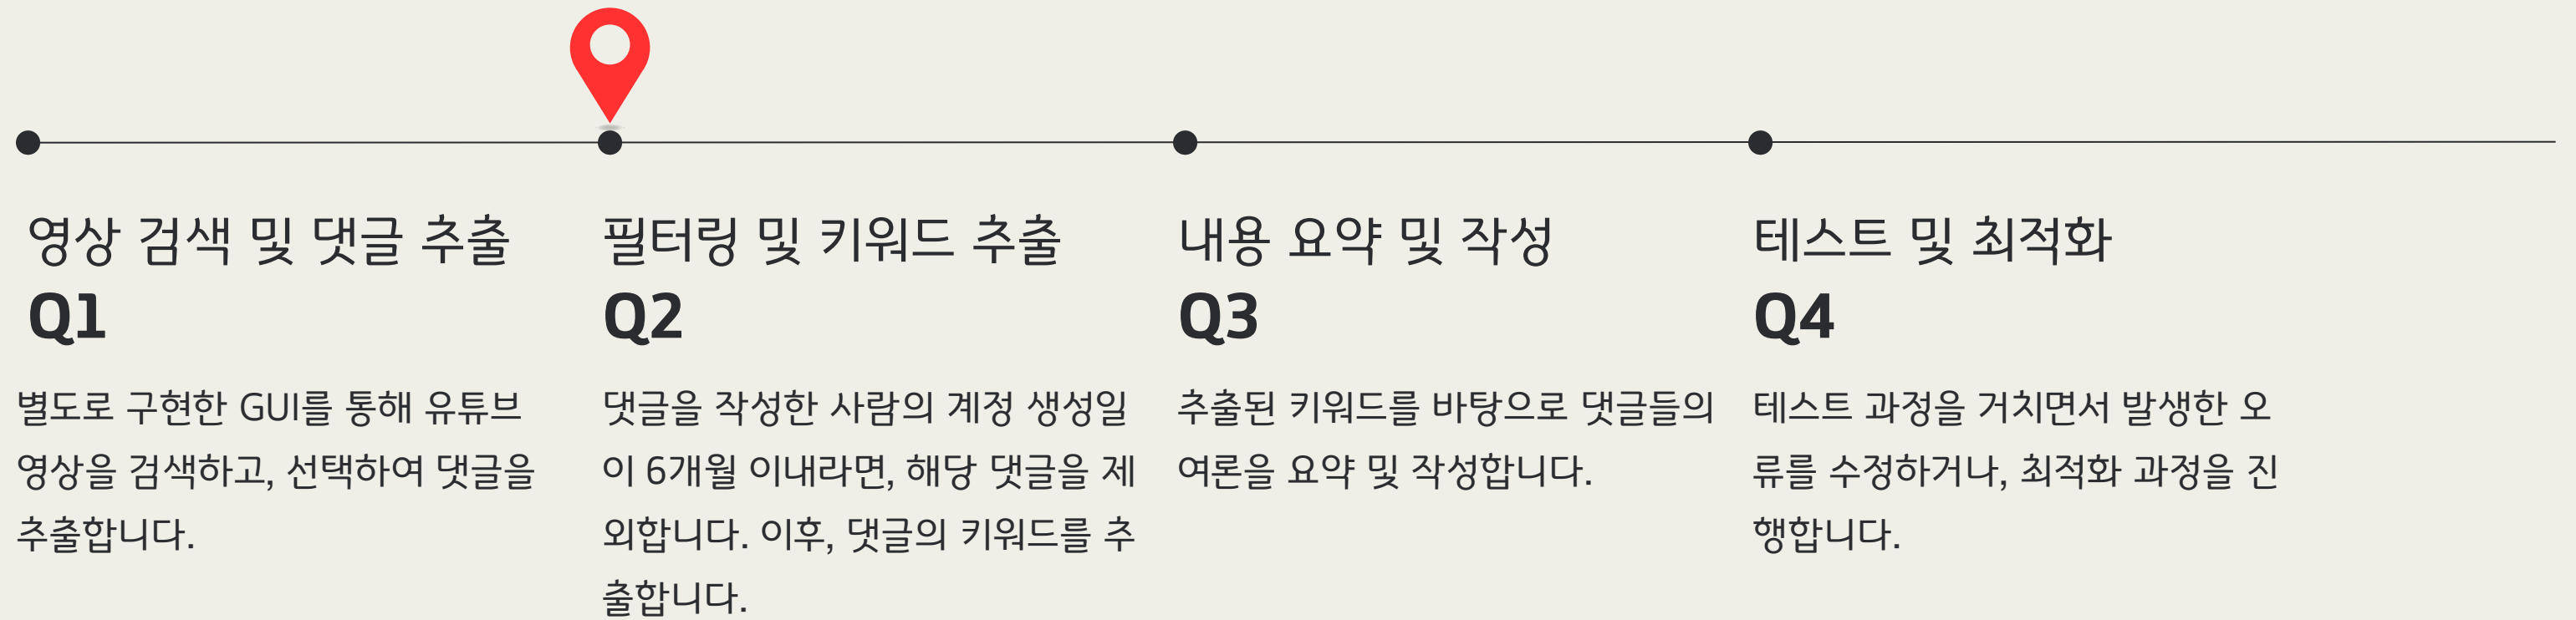 영상 검색 및 댓글 추출
Q1
별도로 구현한 GUI를 통해 유튜브
영상을 검색하고, 선택하여 댓글을
추출합니다.
필터링 및 키워드 추출
Q2
댓글을 작성한 사람의 계정 생성일
이 6개월 이내라면, 해당 댓글을 제
외합니다. 이후, 댓글의 키워드를 추
출합니다.
내용 요약 및 작성
Q3
추출된 키워드를 바탕으로 댓글들의
여론을 요약 및 작성합니다.
테스트 및 최적화
Q4
테스트 과정을 거치면서 발생한 오
류를 수정하거나, 최적화 과정을 진
행합니다.